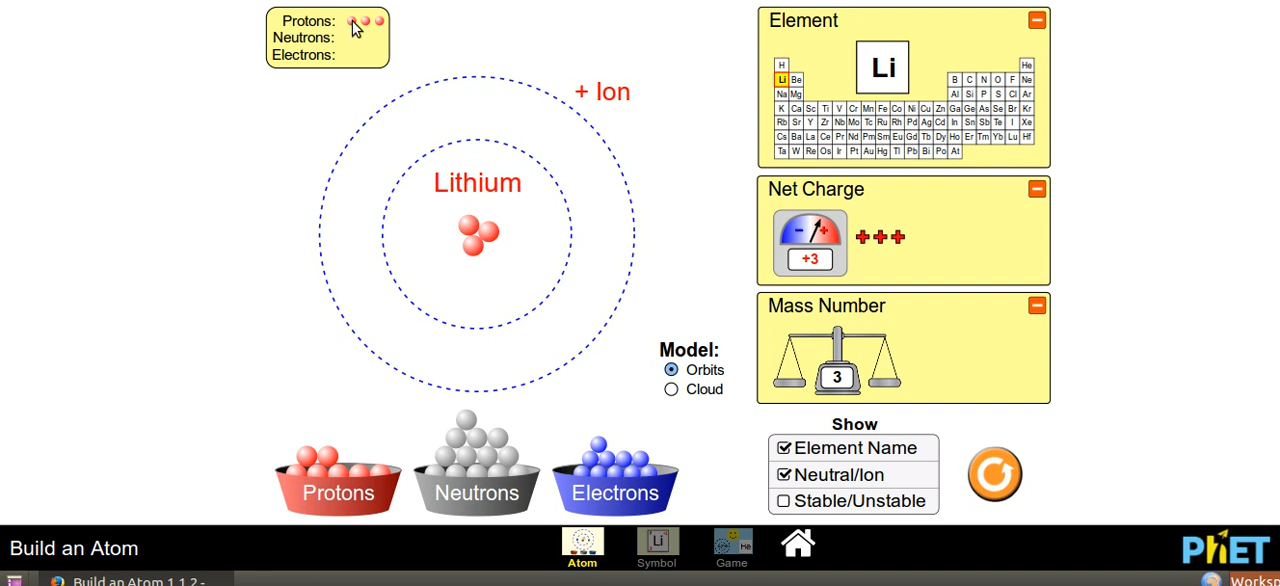 Protons:
Neutrons:
Electrons:
+ Ion
Lithium
Element
Li
H He
Li Be B C N O F Ne
Na Mg Al Si P S Cl Ar
K Ca Sc Ti V Cr Mn Fe Co Ni Cu Zn Ga Ge As Se Br Kr
Rb Sr Y Zr Nb Mo Tc Ru Rh Pd Ag Cd In Sn Sb Te I Xe
Cs Ba La Ce Pr Nd Pm Sm Eu Gd Tb Dy Ho Er Tm Yb Lu Hf
Ta W Re Os Ir Pt Au Hg Tl Pb Bi Po At
Net Charge
- +
+3
+++
Mass Number
3
Model:
Orbits
Cloud
Protons
Neutrons
Electrons
Show
Element Name
Neutral/Ion
Stable/Unstable
Build an Atom
Atom
Li
Symbol
He
Game
PhET
Build an Atom 1.1.2 -
Worksp